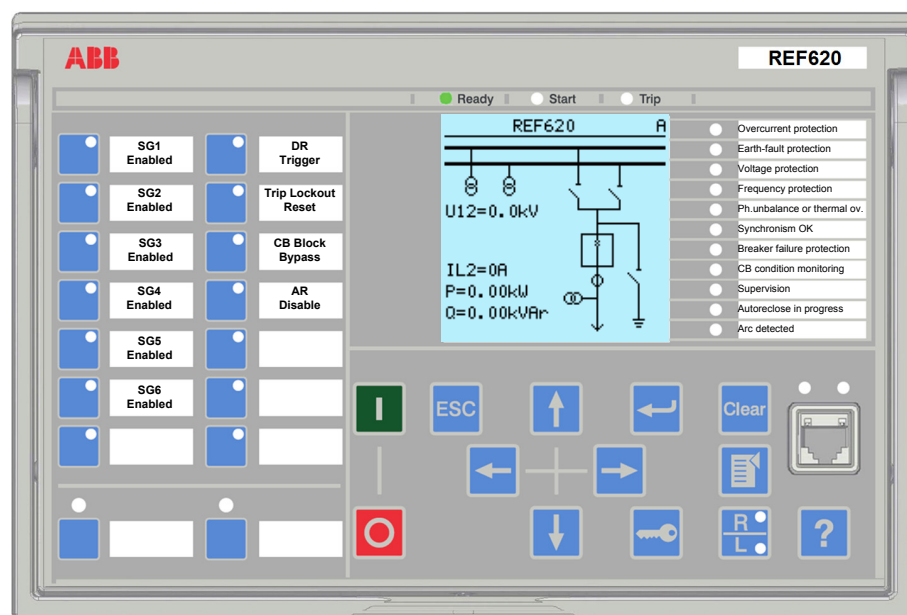 ABB
REF620
Ready
Start
Trip
SG1
Enabled
DR
Trigger
SG2
Enabled
Trip Lockout
Reset
SG3
Enabled
CB Block
Bypass
SG4
Enabled
AR
Disable
SG5
Enabled
SG6
Enabled
REF620 A
U12=0.0kV
IL2=0A
P=0.00kW
Q=0.00kVAr
Overcurrent protection
Earth-fault protection
Voltage protection
Frequency protection
Ph.unbalance or thermal ov.
Synchronism OK
Breaker failure protection
CB condition monitoring
Supervision
Autoreclose in progress
Arc detected
I
ESC
Clear
O
R
L
?